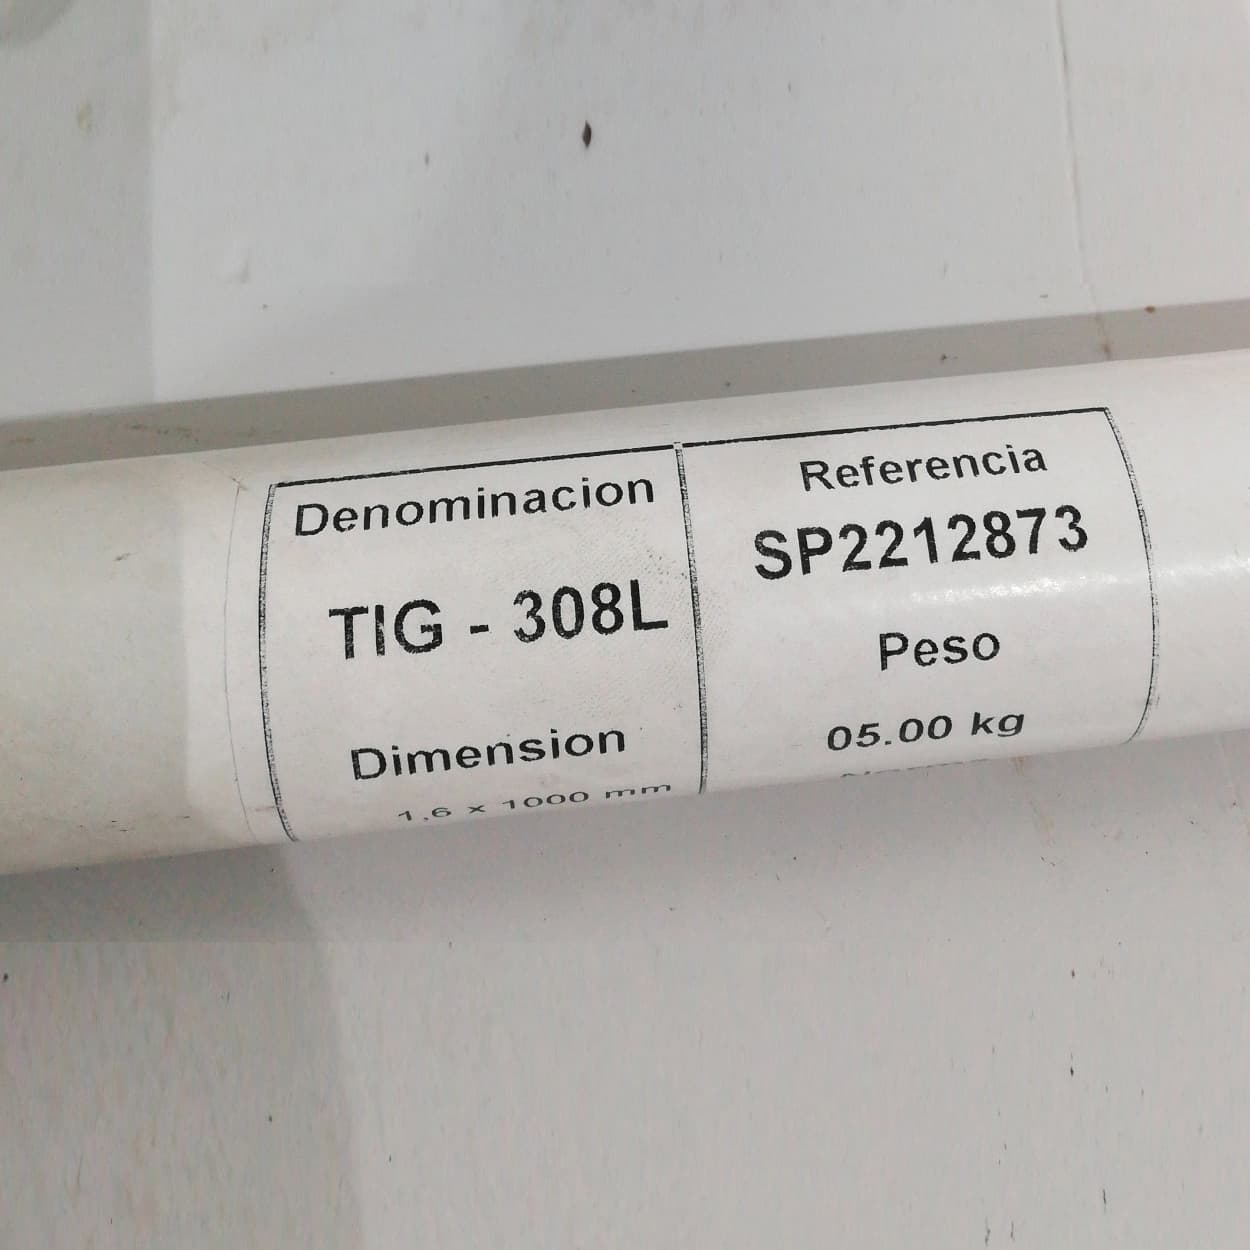 Denominacion
TIG - 308L
Dimension
1,6 x 1000 mm
Referencia
SP2212873
Peso
05.00 kg